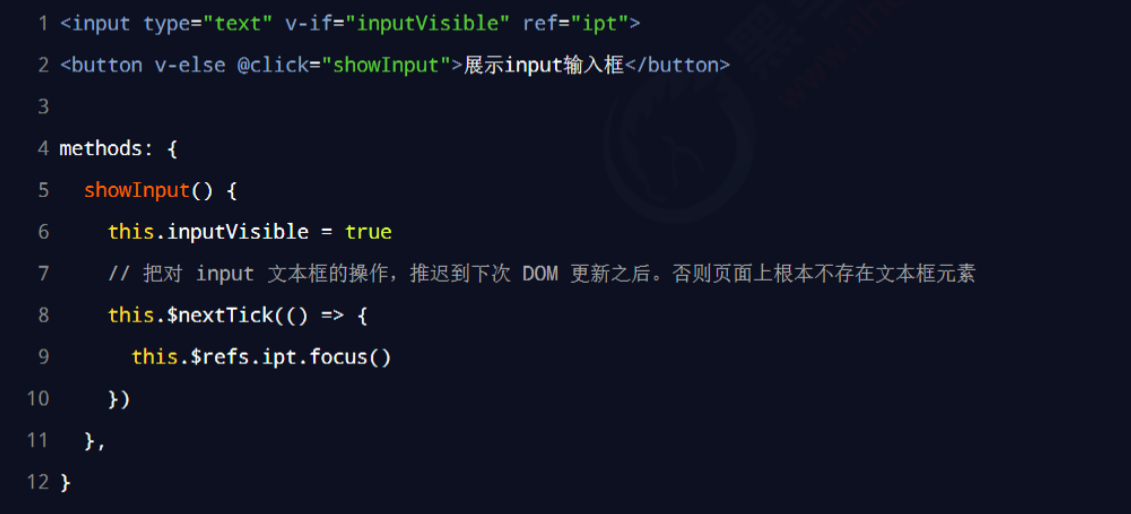 1 <input type="text" v-if="inputVisible" ref="ipt">
2 <button v-else @click="showInput">展示input输入框</button>
3
4 methods: {
5   showInput() {
6     this.inputVisible = true
7     // 把对 input 文本框的操作，推迟到下次 DOM 更新之后。否则页面上根本不存在文本框元素
8     this.$nextTick(() => {
9       this.$refs.ipt.focus()
10     })
11   },
12 }